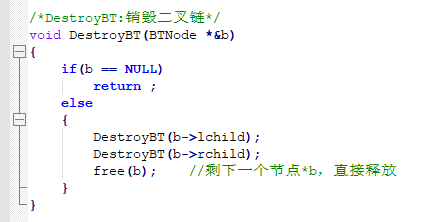 /*DestroyBT:销毁二叉链*/
void DestroyBT(BTNode *&b)
{
    if(b == NULL)
        return ;
    else
    {
        DestroyBT(b->lchild);
        DestroyBT(b->rchild);
        free(b);    //剩下一个节点*b，直接释放
    }
}